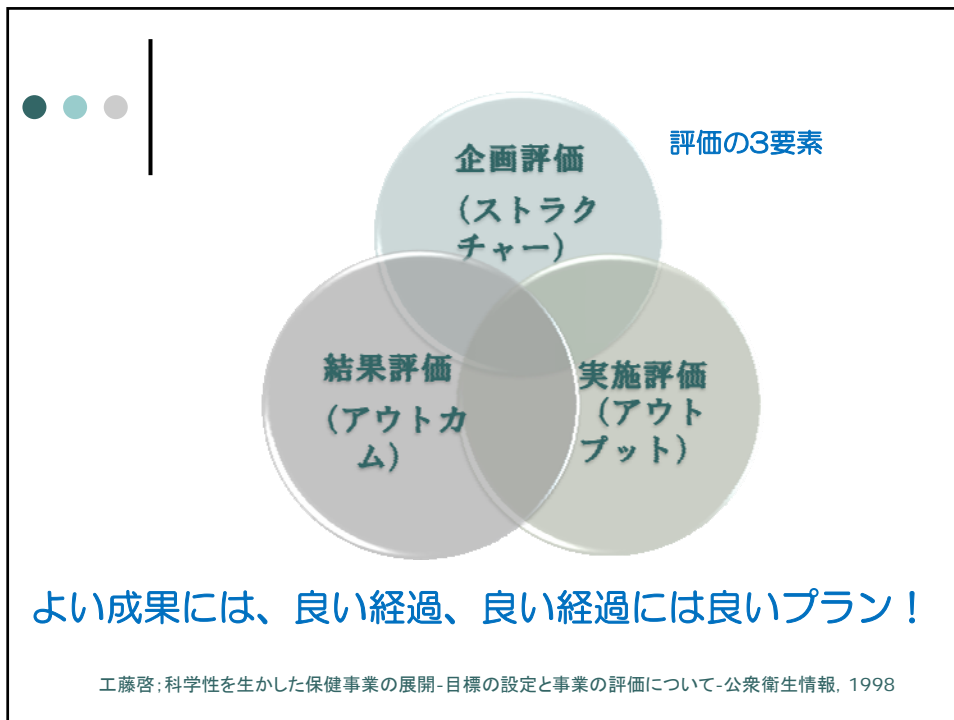 評価の3要素
企画評価
（ストラク
チャー）
結果評価
（アウトカ
ム）
実施評価
（アウト
プット）
よい成果には、良い経過、良い経過には良いプラン！
工藤啓;科学性を生かした保健事業の展開-目標の設定と事業の評価について-公衆衛生情報, 1998